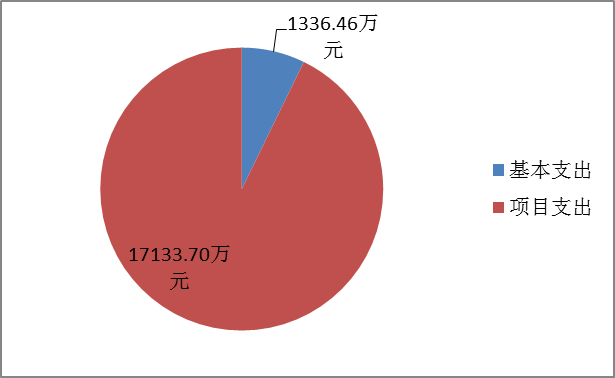 1336.46万
元
基本支出
项目支出
17133.70万
元